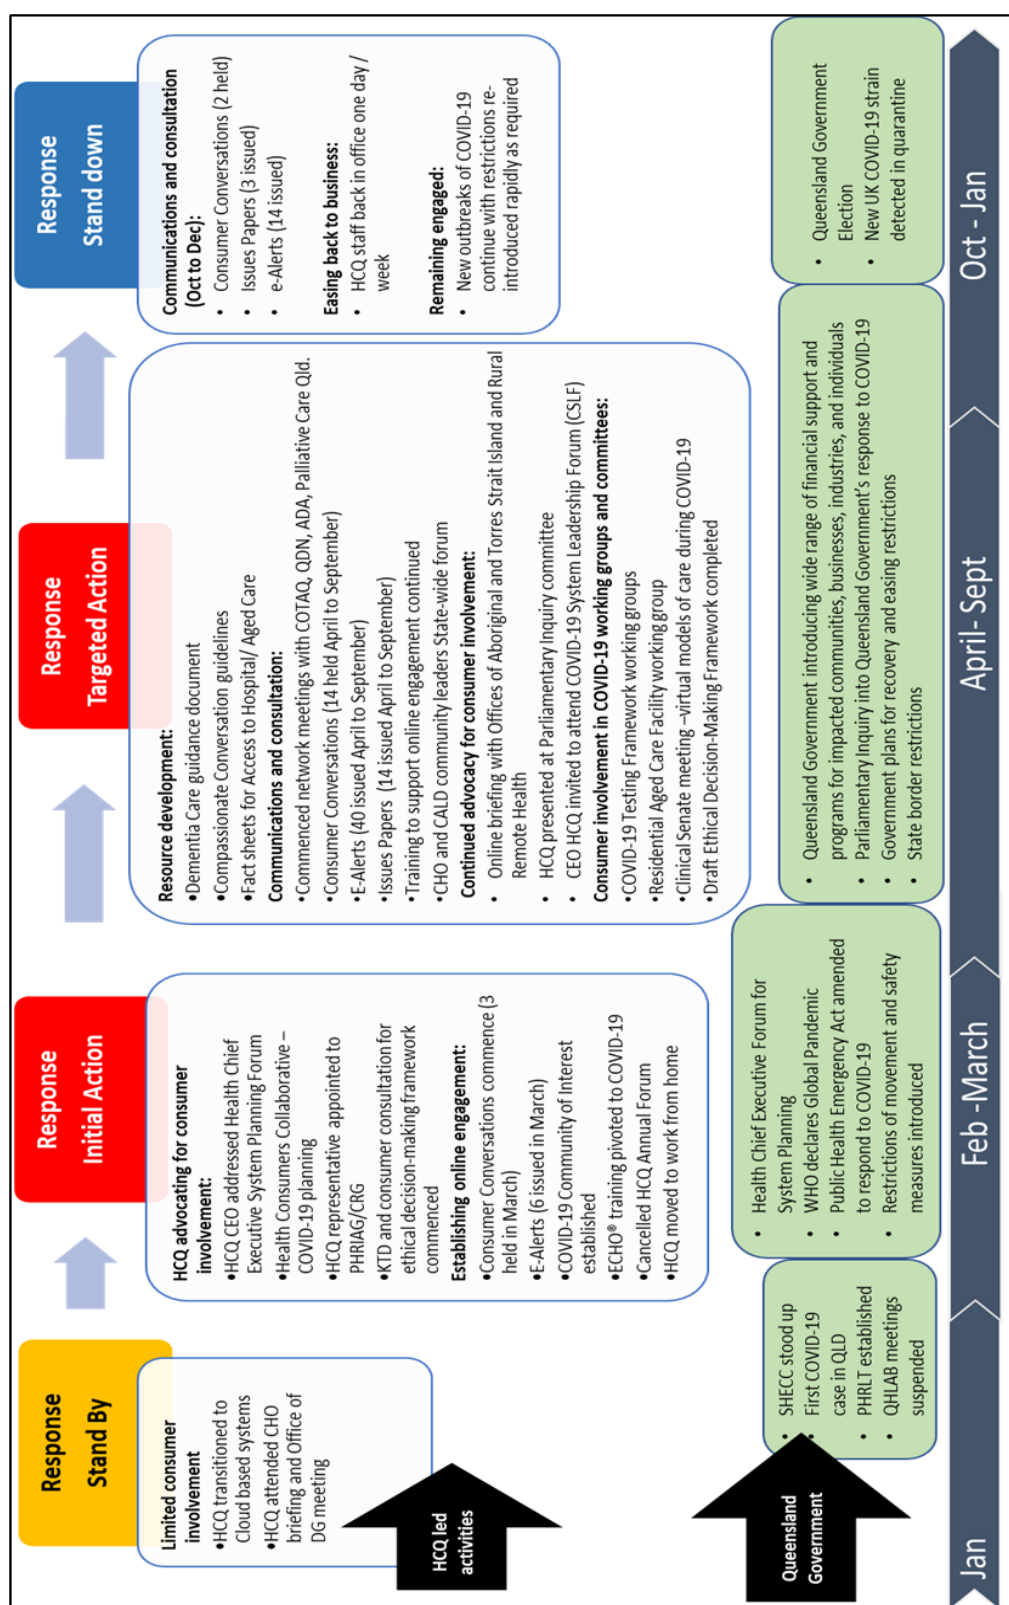 Response
Stand By
Limited consumer
involvement
•HCQ transitioned to
Cloud based systems
•HCQ attended CHO
briefing and Office of
DG meeting
Response
Initial Action
HCQ advocating for consumer
involvement:
•HCQ CEO addressed Health Chief
Executive System Planning Forum
•Health Consumers Collaborative –
COVID-19 planning
•HCQ representative appointed to
PHRIAG/CRG
•KTD and consumer consultation for
ethical decision-making framework
commenced
Establishing online engagement:
•Consumer Conversations commence (3
held in March)
•E-Alerts (6 issued in March)
•COVID-19 Community of Interest
established
•ECHO® training pivoted to COVID-19
•Cancelled HCQ Annual Forum
•HCQ moved to work from home
Response
Targeted Action
Resource development:
•Dementia Care guidance document
•Compassionate Conversation guidelines
•Fact sheets for Access to Hospital/ Aged Care
Communications and consultation:
•Commenced network meetings with COTAQ, QDN, ADA, Palliative Care Qld.
•Consumer Conversations (14 held April to September)
•E-Alerts (40 issued April to September)
•Issues Papers (14 issued April to September)
•Training to support online engagement continued
•CHO and CALD community leaders State-wide forum
Continued advocacy for consumer involvement:
• Online briefing with Offices of Aboriginal and Torres Strait Island and Rural
Remote Health
• HCQ presented at Parliamentary Inquiry committee
• CEO HCQ invited to attend COVID-19 System Leadership Forum (CSLF)
Consumer involvement in COVID-19 working groups and committees:
•COVID-19 Testing Framework working groups
•Residential Aged Care Facility working group
•Clinical Senate meeting –virtual models of care during COVID-19
•Draft Ethical Decision-Making Framework completed
Response
Stand down
Communications and consultation
(Oct to Dec):
• Consumer Conversations (2 held)
• Issues Papers (3 issued)
• e-Alerts (14 issued)
Easing back to business:
• HCQ staff back in office one day /
week
Remaining engaged:
• New outbreaks of COVID-19
continue with restrictions re-
introduced rapidly as required
HCQ led
activities
Queensland
Government
• SHECC stood up
• First COVID-19
case in QLD
• PHRLT established
• QHLAB meetings
suspended
• Health Chief Executive Forum for
System Planning
• WHO declares Global Pandemic
• Public Health Emergency Act amended
to respond to COVID-19
• Restrictions of movement and safety
measures introduced
• Queensland Government introducing wide range of financial support and
programs for impacted communities, businesses, industries, and individuals
• Parliamentary Inquiry into Queensland Government's response to COVID-19
• Government plans for recovery and easing restrictions
• State border restrictions
• Queensland Government
Election
• New UK COVID-19 strain
detected in quarantine
Jan
Feb -March
April- Sept
Oct - Jan